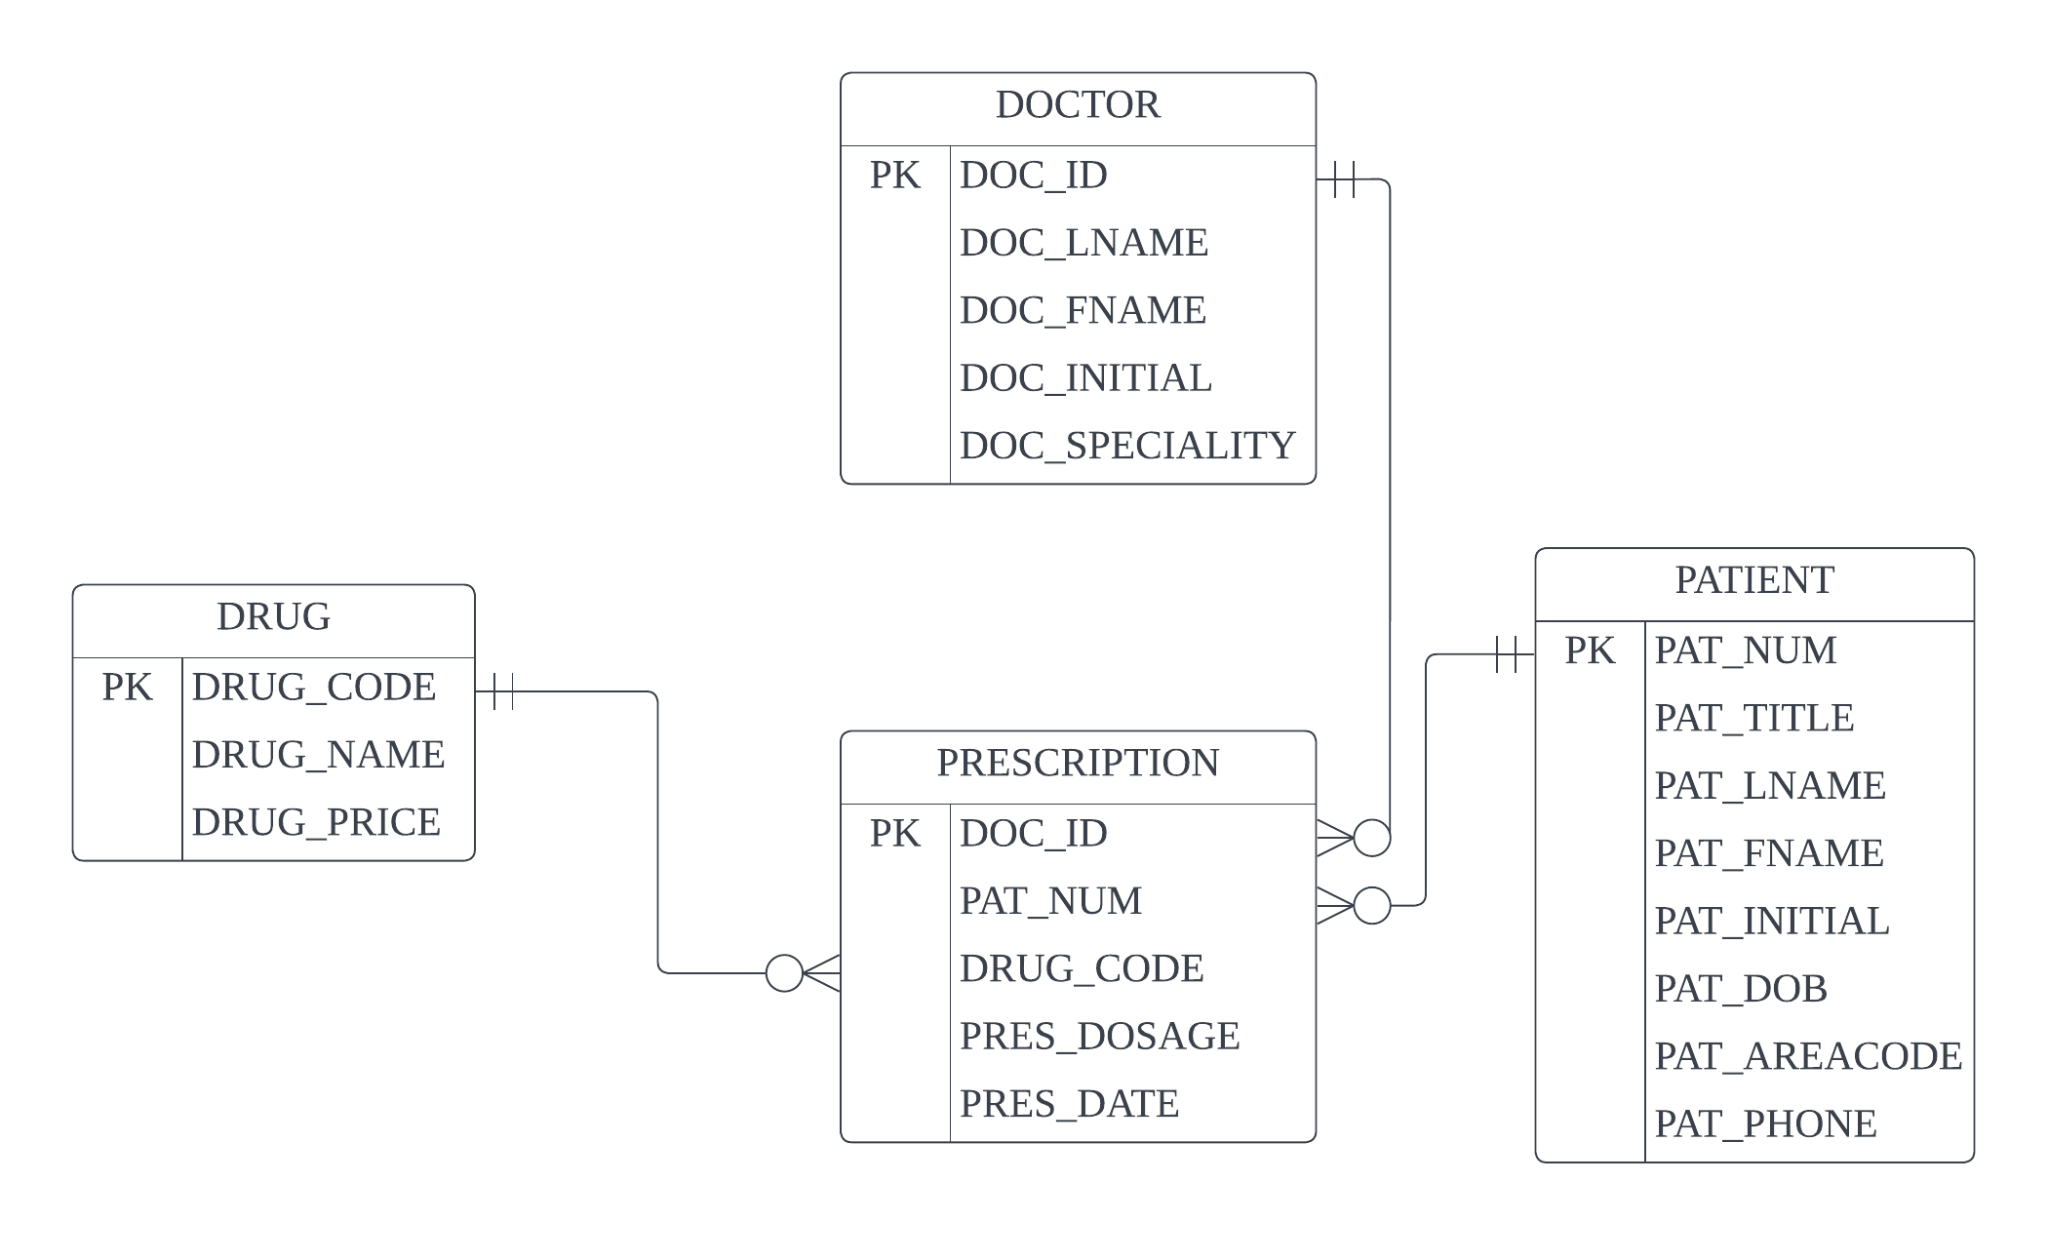 DOCTOR
PK DOC_ID
DOC_LNAME
DOC_FNAME
DOC_INITIAL
DOC_SPECIALITY
DRUG
PK DRUG_CODE
DRUG_NAME
DRUG_PRICE
PRESCRIPTION
PK DOC_ID
PAT_NUM
DRUG_CODE
PRES_DOSAGE
PRES_DATE
PATIENT
PK PAT_NUM
PAT_TITLE
PAT_LNAME
PAT_FNAME
PAT_INITIAL
PAT_DOB
PAT_AREACODE
PAT_PHONE